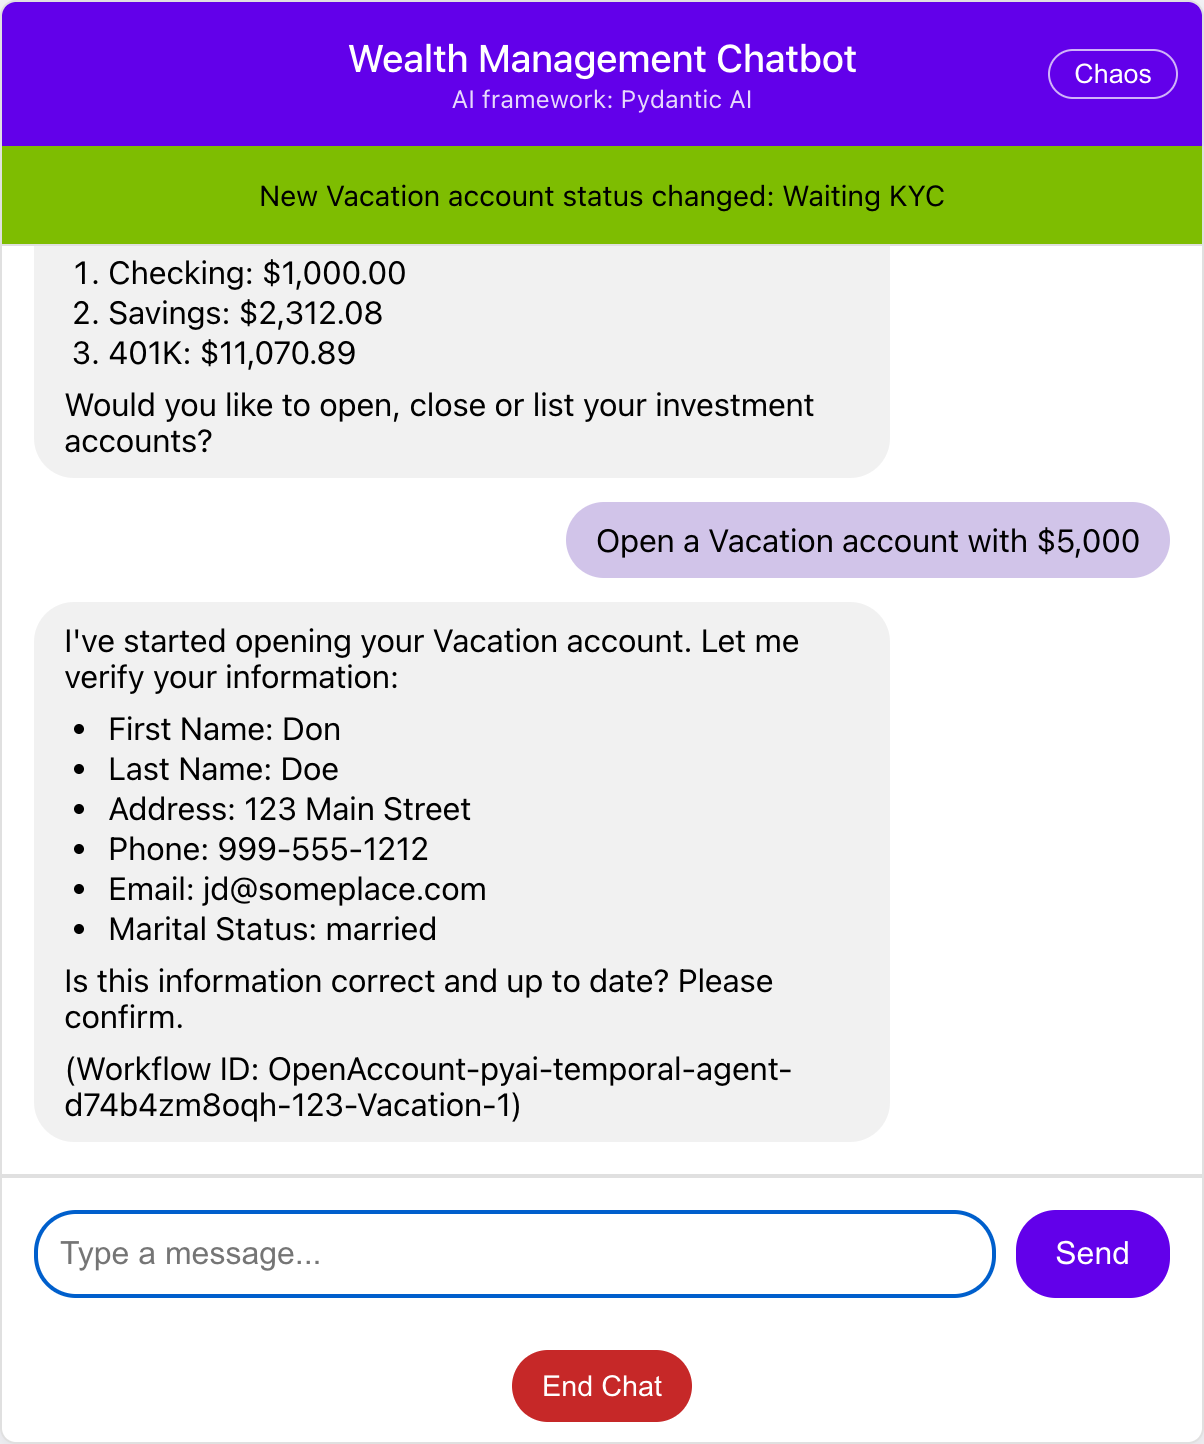 Wealth Management Chatbot
AI framework: Pydantic AI
Chaos
New Vacation account status changed: Waiting KYC
1. Checking: $1,000.00
2. Savings: $2,312.08
3. 401K: $11,070.89
Would you like to open, close or list your investment
accounts?
Open a Vacation account with $5,000
I've started opening your Vacation account. Let me
verify your information:
• First Name: Don
• Last Name: Doe
• Address: 123 Main Street
• Phone: 999-555-1212
• Email: jd@someplace.com
• Marital Status: married
Is this information correct and up to date? Please
confirm.
(Workflow ID: OpenAccount-pyai-temporal-agent-
d74b4zm8oqh-123-Vacation-1)
Type a message...
Send
End Chat